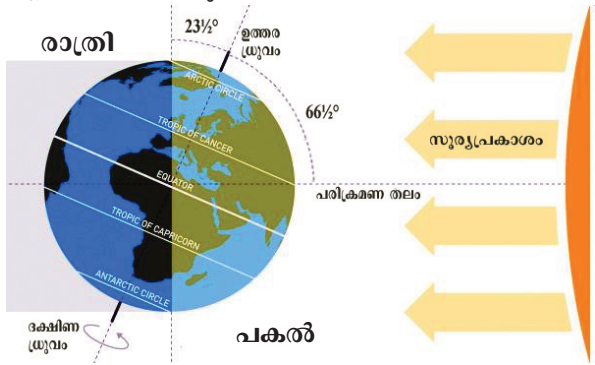 രാത്രി
23½°
ഉത്തര
ധ്രുവം
ARCTIC CIRCLE
66½°
TROPIC OF CANCER
സൂര്യപ്രകാശം
EQUATOR
പരിക്രമണ തലം
TROPIC OF CAPRICORN
ANTARCTIC CIRCLE
ദക്ഷിണ
ധ്രുവം
പകൽ